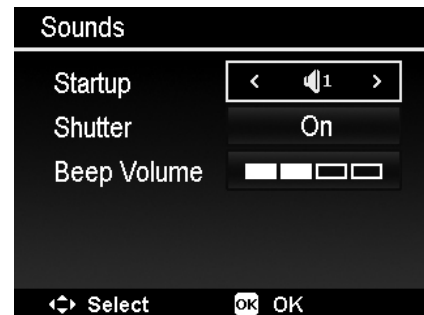 Sounds
Startup < 1 >
Shutter On
Beep Volume
Select OK OK